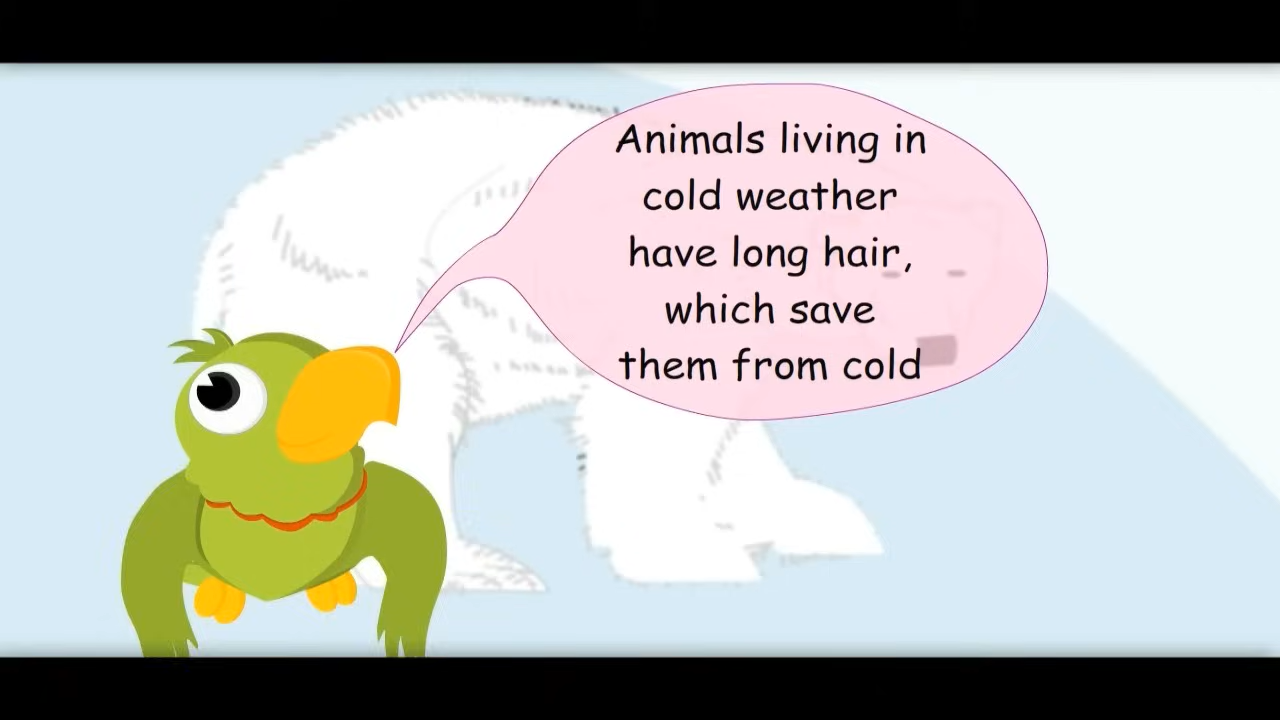 Animals living in
cold weather
have long hair,
which save
them from cold